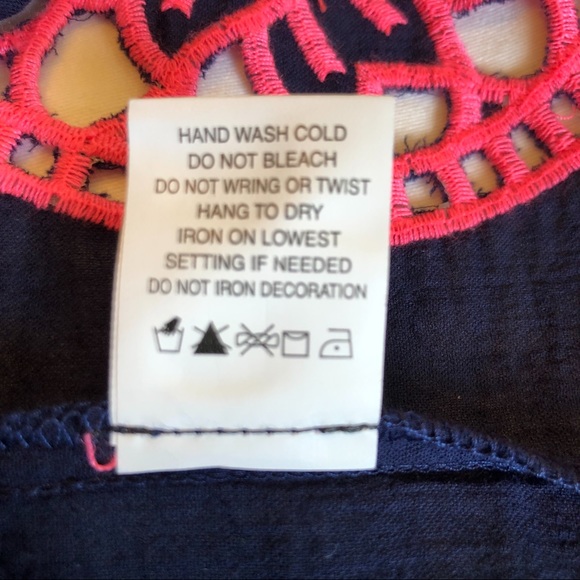 HAND WASH COLD
DO NOT BLEACH
DO NOT WRING OR TWIST
HANG TO DRY
IRON ON LOWEST
SETTING IF NEEDED
DO NOT IRON DECORATION